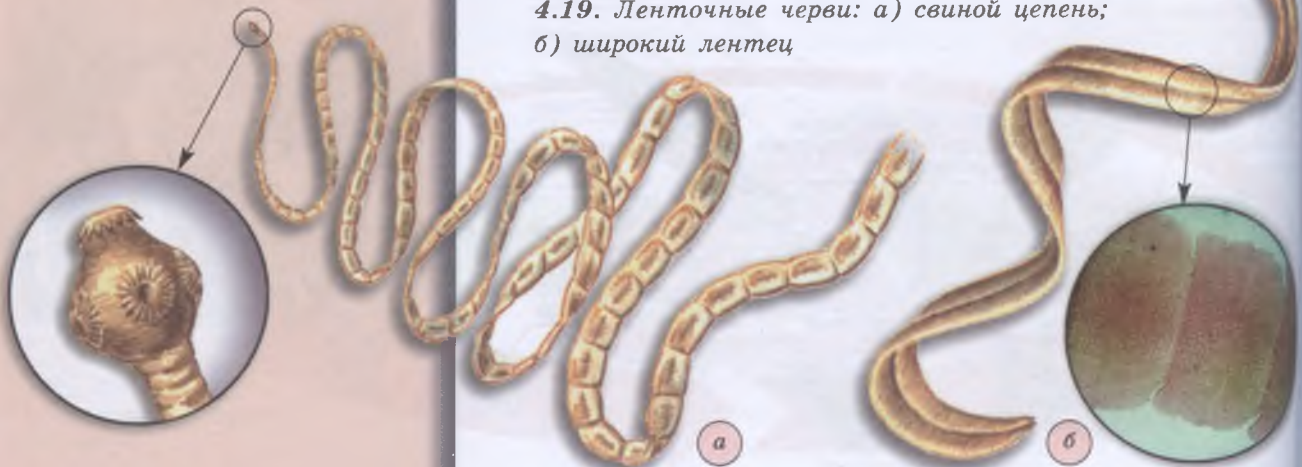 4.19. Ленточные черви: а) свиной цепень;
б) широкий лентец
а
б